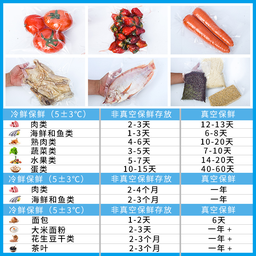 冷鲜保鲜（5±3℃） 非真空保鲜存放 真空保鲜
肉类 2-3天 12-13天
海鲜和鱼类 1-3天 6-8天
熟肉类 4-6天 10-20天
蔬菜类 3-5天 7-10天
水果类 5-7天 14-20天
蛋类 10-15天 40-60天
冷鲜保鲜（5±3℃） 非真空保鲜存放 真空保鲜
肉类 2-4个月 一年
海鲜和鱼类 2-3个月 一年
冷鲜保鲜（5±3℃） 非真空保鲜存放 真空保鲜
面包 1-2天 6天
大米面粉 2-3天 一年+
花生豆干类 2-3个月 一年+
茶叶 2-3个月 一年+